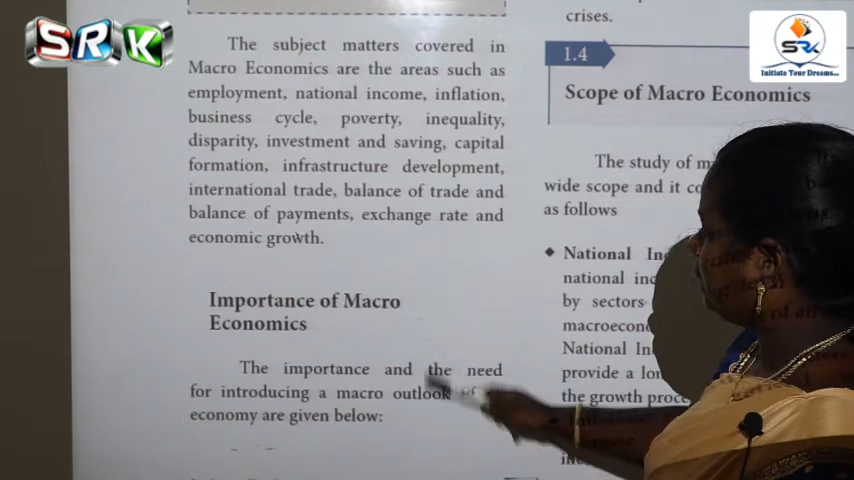 SRK
The subject matters covered in
Macro Economics are the areas such as
employment, national income, inflation,
business cycle, poverty, inequality,
disparity, investment and saving, capital
formation, infrastructure development,
international trade, balance of trade and
balance of payments, exchange rate and
economic growth.
Importance of Macro
Economics
The importance and the need
for introducing a macro outlook
economy are given below:
crises.
1.4
Scope of Macro Economics
The study of
wide scope and it
as follows
◆ National
national
by sectors
National
provide a
the growth
SRK
Initiate Your Dreams...